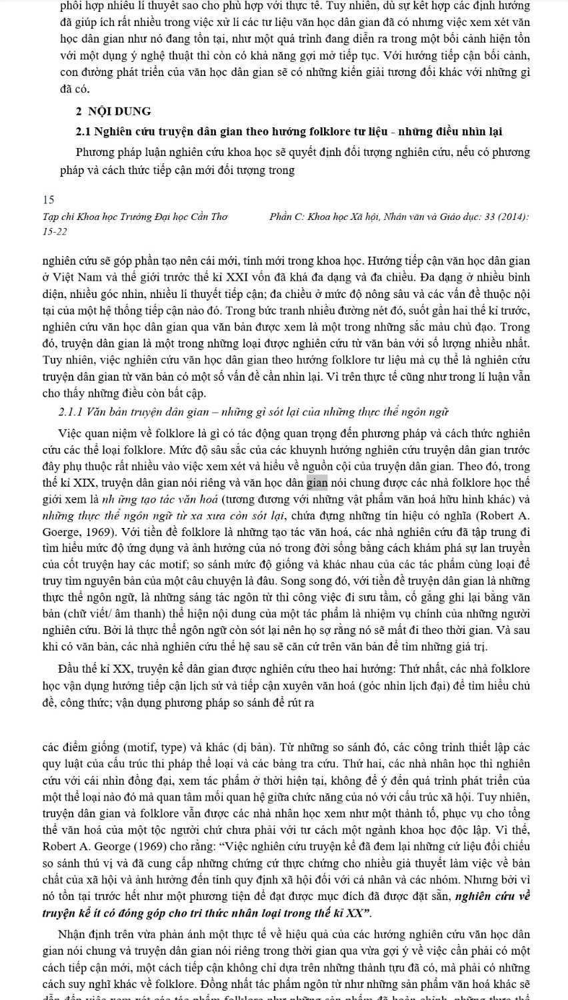 phối hợp nhiều lí thuyết sao cho phù hợp với thực tế. Tuy nhiên, dù sự kết hợp các định hướng
đã giúp ích rất nhiều trong việc xử lí các tư liệu văn học dân gian đã có nhưng việc xem xét văn
học dân gian như nó đang tồn tại, như một quá trình đang diễn ra trong một bối cảnh hiện tồn
với một dụng ý nghệ thuật thì còn có khả năng gợi mở tiếp tục. Với hướng tiếp cận bối cảnh,
con đường phát triển của văn học dân gian sẽ có những kiến giải tương đối khác với những gì
đã có.
2 NỘI DUNG
2.1 Nghiên cứu truyện dân gian theo hướng folklore tư liệu - những điều nhìn lại
Phương pháp luận nghiên cứu khoa học sẽ quyết định đối tượng nghiên cứu, nếu có phương
pháp và cách thức tiếp cận mới đối tượng trong
15
Tạp chí Khoa học Trường Đại học Cần Thơ Phần C: Khoa học Xã hội, Nhân văn và Giáo dục: 33 (2014):
15-22
nghiên cứu sẽ góp phần tạo nên cái mới, tính mới trong khoa học. Hướng tiếp cận văn học dân gian
ở Việt Nam và thế giới trước thế kỉ XXI vốn đã khá đa dạng và đa chiều. Đa dạng ở nhiều bình
diện, nhiều góc nhìn, nhiều lí thuyết tiếp cận; đa chiều ở mức độ nông sâu và các vấn đề thuộc nội
tại của một hệ thống tiếp cận nào đó. Trong bức tranh nhiều đường nét đó, suốt gần hai thế kỉ trước,
nghiên cứu văn học dân gian qua văn bản được xem là một trong những sắc màu chủ đạo. Trong
đó, truyện dân gian là một trong những loại được nghiên cứu từ văn bản với số lượng nhiều nhất.
Tuy nhiên, việc nghiên cứu văn học dân gian theo hướng folklore tư liệu mà cụ thể là nghiên cứu
truyện dân gian từ văn bản có một số vấn đề cần nhìn lại. Vì trên thực tế cũng như trong lí luận vẫn
cho thấy những điều còn bất cập.
2.1.1 Văn bản truyện dân gian – những gì sót lại của những thực thể ngôn ngữ
Việc quan niệm về folklore là gì có tác động quan trọng đến phương pháp và cách thức nghiên
cứu các thể loại folklore. Mức độ sâu sắc của các khuynh hướng nghiên cứu truyện dân gian trước
đây phụ thuộc rất nhiều vào việc xem xét và hiểu về nguồn cội của truyện dân gian. Theo đó, trong
thế kỉ XIX, truyện dân gian nói riêng và văn học dân gian nói chung được các nhà folklore học thế
giới xem là nh ững tạo tác văn hoá (tương đương với những vật phẩm văn hoá hữu hình khác) và
những thực thể ngôn ngữ từ xa xưa còn sót lại, chứa đựng những tín hiệu có nghĩa (Robert A.
Goerge, 1969). Với tiền đề folklore là những tạo tác văn hoá, các nhà nghiên cứu đã tập trung đi
tìm hiểu mức độ ứng dụng và ảnh hưởng của nó trong đời sống bằng cách khám phá sự lan truyền
của cốt truyện hay các motif; so sánh mức độ giống và khác nhau của các tác phẩm cùng loại để
truy tìm nguyên bản của một câu chuyện là đâu. Song song đó, với tiền đề truyện dân gian là những
thực thể ngôn ngữ, là những sáng tác ngôn từ thì công việc đi sưu tầm, cố gắng ghi lại bằng văn
bản (chữ viết/ âm thanh) thể hiện nội dung của một tác phẩm là nhiệm vụ chính của những người
nghiên cứu. Bởi là thực thể ngôn ngữ còn sót lại nên họ sợ rằng nó sẽ mất đi theo thời gian. Và sau
khi có văn bản, các nhà nghiên cứu thế hệ sau sẽ căn cứ trên văn bản để tìm những giá trị.
Đầu thế kỉ XX, truyện kể dân gian được nghiên cứu theo hai hướng: Thứ nhất, các nhà folklore
học vận dụng hướng tiếp cận lịch sử và tiếp cận xuyên văn hoá (góc nhìn lịch đại) để tìm hiểu chủ
đề, công thức; vận dụng phương pháp so sánh để rút ra
các điểm giống (motif, type) và khác (dị bản). Từ những so sánh đó, các công trình thiết lập các
quy luật của cấu trúc thi pháp thể loại và các bảng tra cứu. Thứ hai, các nhà nhân học thì nghiên
cứu với cái nhìn đồng đại, xem tác phẩm ở thời hiện tại, không để ý đến quá trình phát triển của
một thể loại nào đó mà quan tâm mối quan hệ giữa chức năng của nó với cấu trúc xã hội. Tuy nhiên,
truyện dân gian và folklore vẫn được các nhà nhân học xem như một thành tố, phục vụ cho tổng
thể văn hoá của một tộc người chứ chưa phải với tư cách một ngành khoa học độc lập. Vì thế,
Robert A. George (1969) cho rằng: “Việc nghiên cứu truyện kể đã đem lại những cứ liệu đối chiếu
so sánh thú vị và đã cung cấp những chứng cứ thực chứng cho nhiều giả thuyết làm việc về bản
chất của xã hội và ảnh hưởng đến tính quy định xã hội đối với cá nhân và các nhóm. Nhưng bởi vì
nó tồn tại trước hết như một phương tiện để đạt được mục đích đã được đặt sẵn, nghiên cứu về
truyện kể ít có đóng góp cho tri thức nhân loại trong thế kỉ XX”.
Nhận định trên vừa phản ánh một thực tế về hiệu quả của các hướng nghiên cứu văn học dân
gian nói chung và truyện dân gian nói riêng trong thời gian qua vừa gợi ý về việc cần phải có một
cách tiếp cận mới, một cách tiếp cận không chỉ dựa trên những thành tựu đã có, mà phải có những
cách suy nghĩ khác về folklore. Đồng nhất tác phẩm ngôn từ như những sản phẩm văn hoá khác sẽ
dẫn đến việc xem xét các tác phẩm folklore như những sản phẩm đã hoàn chỉnh, những thực thể